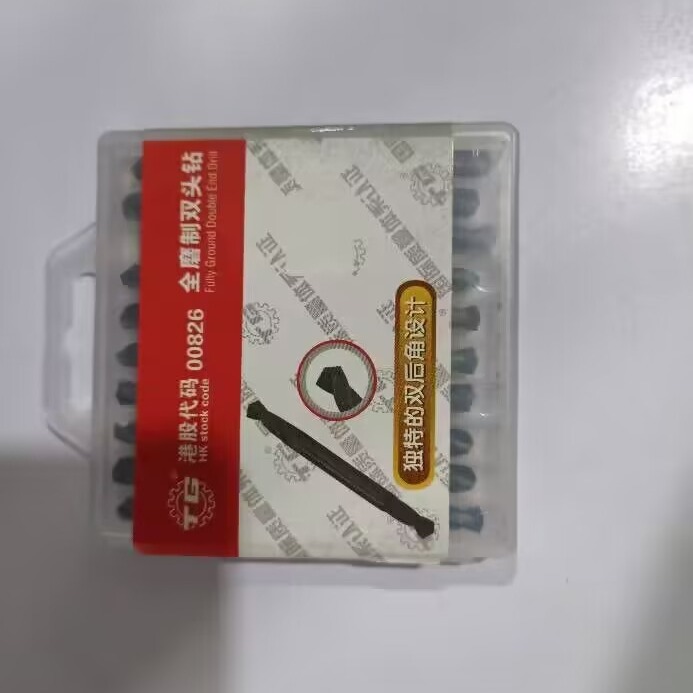 TG
港股代码 00826
HK stock code
全磨制双头钻
Fully Ground Double End Drill
独特的双后角设计